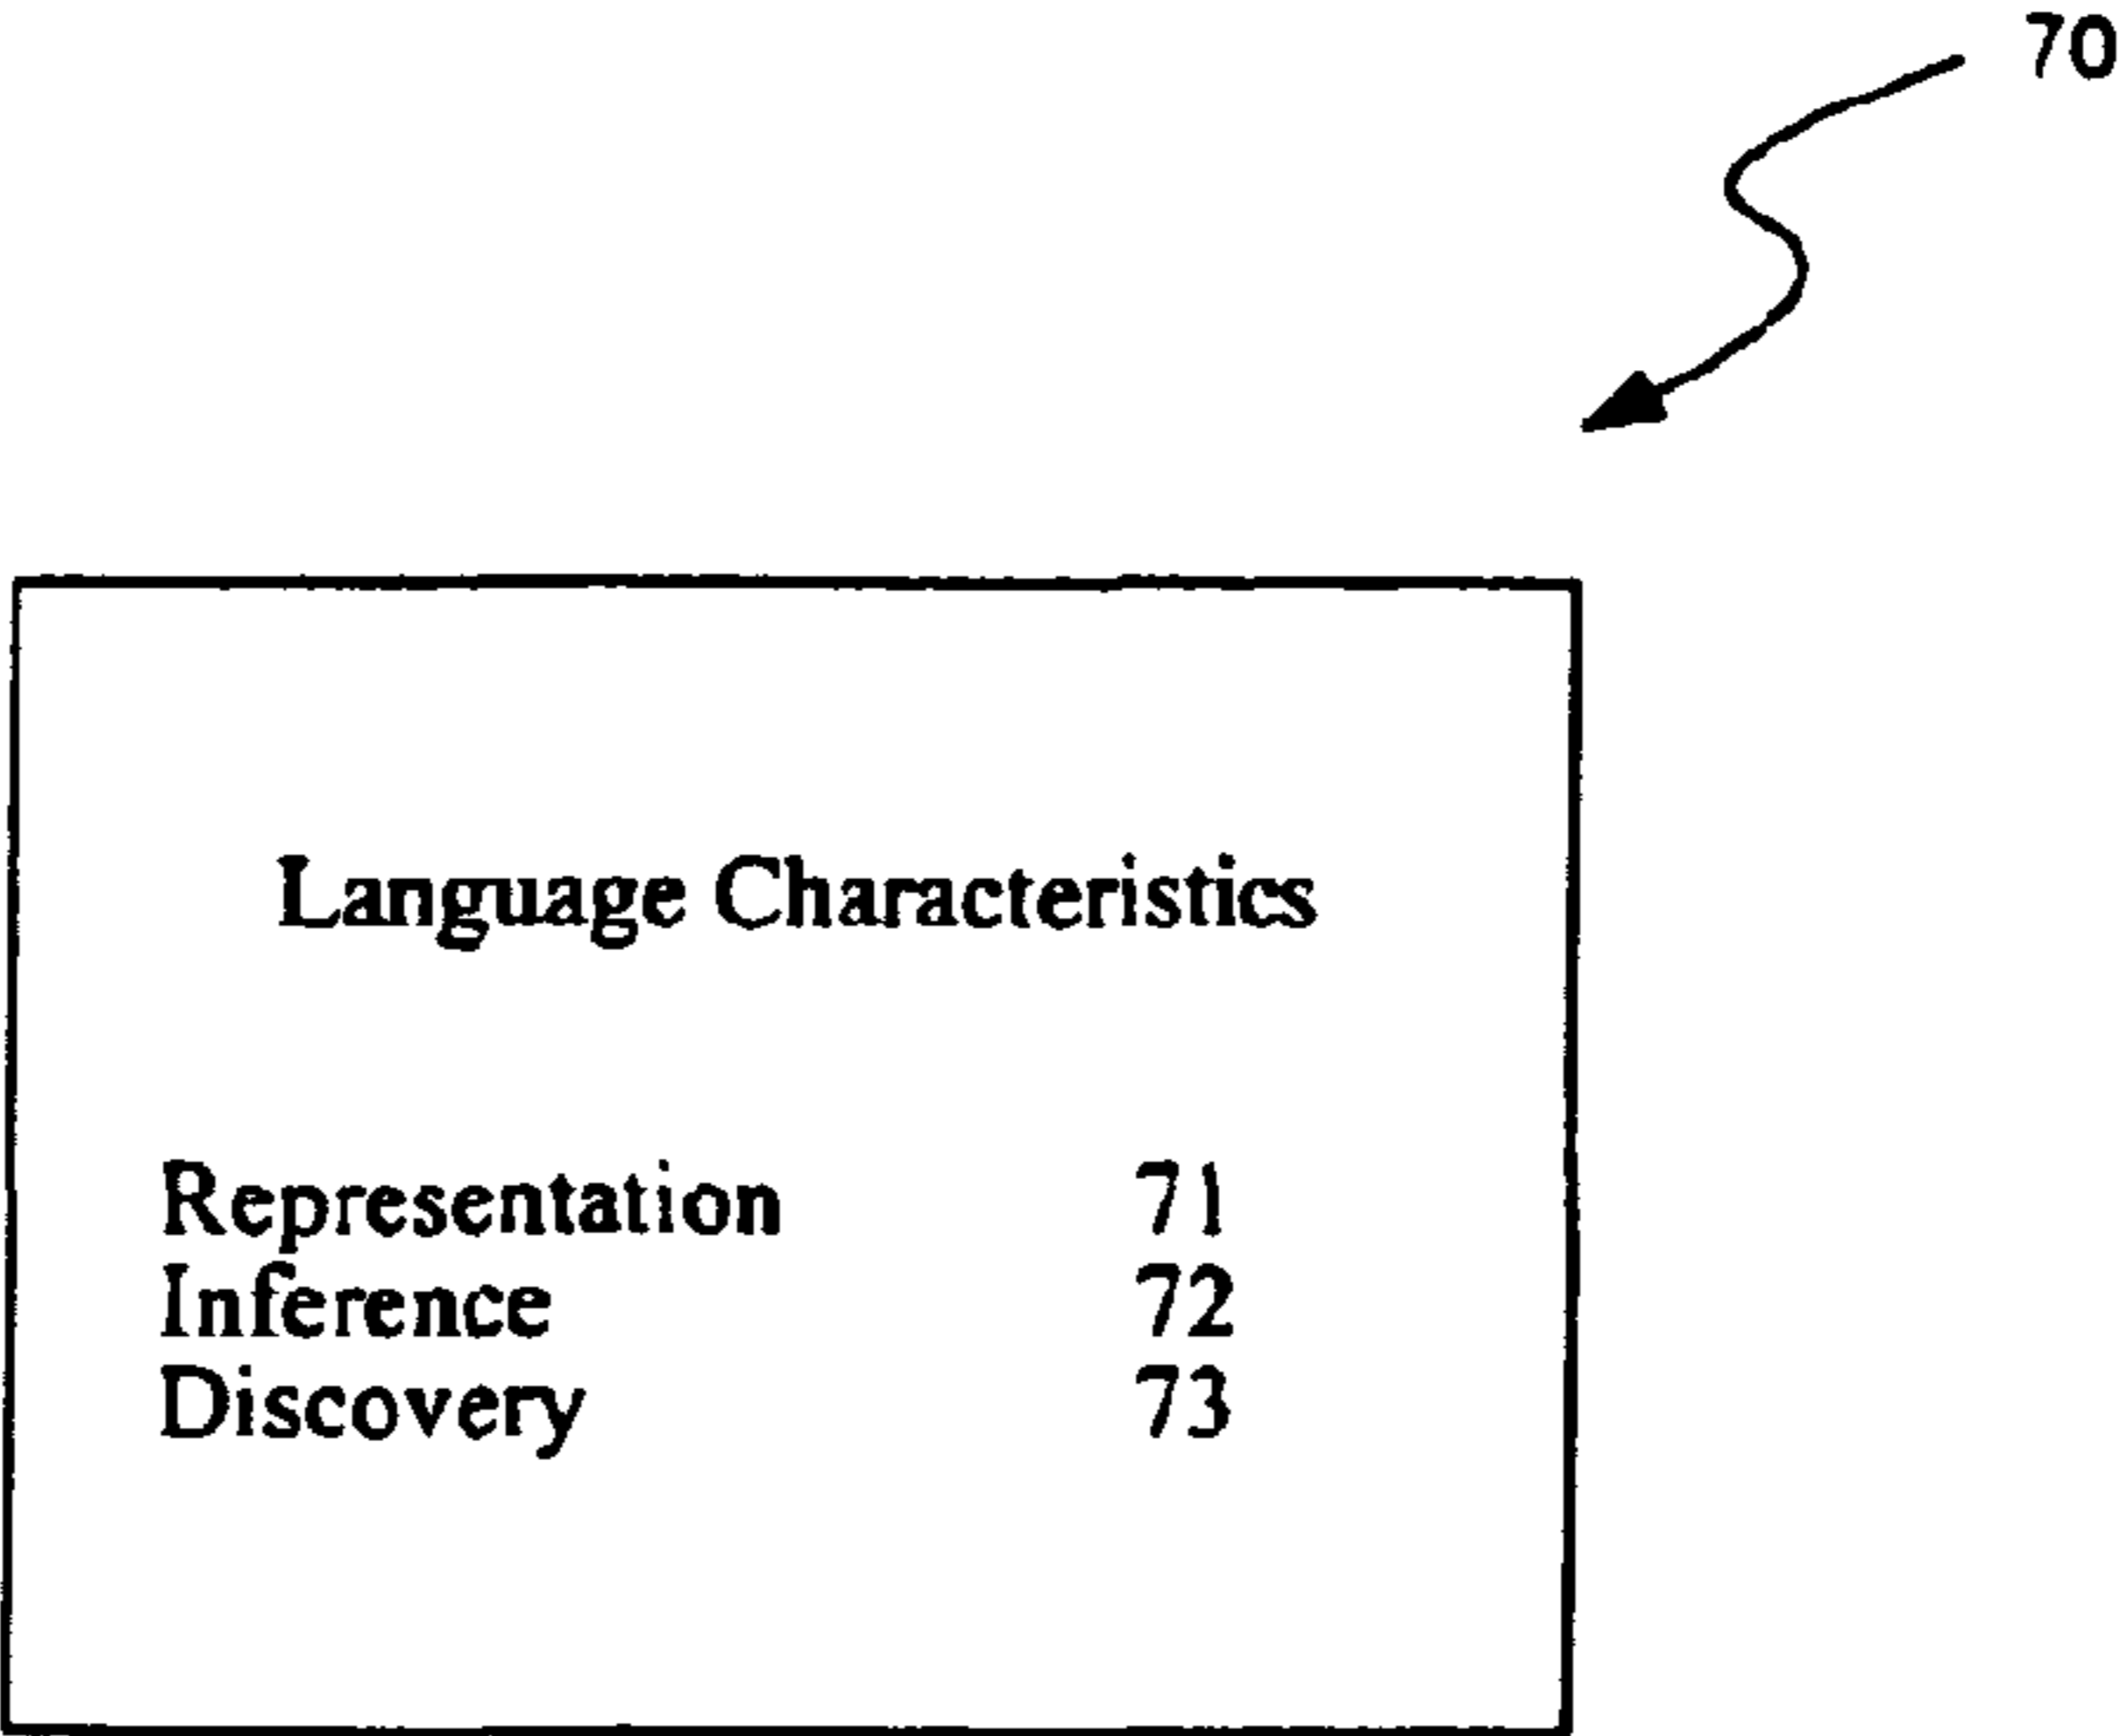 70
Language Characteristics
Representation 71
Inference 72
Discovery 73